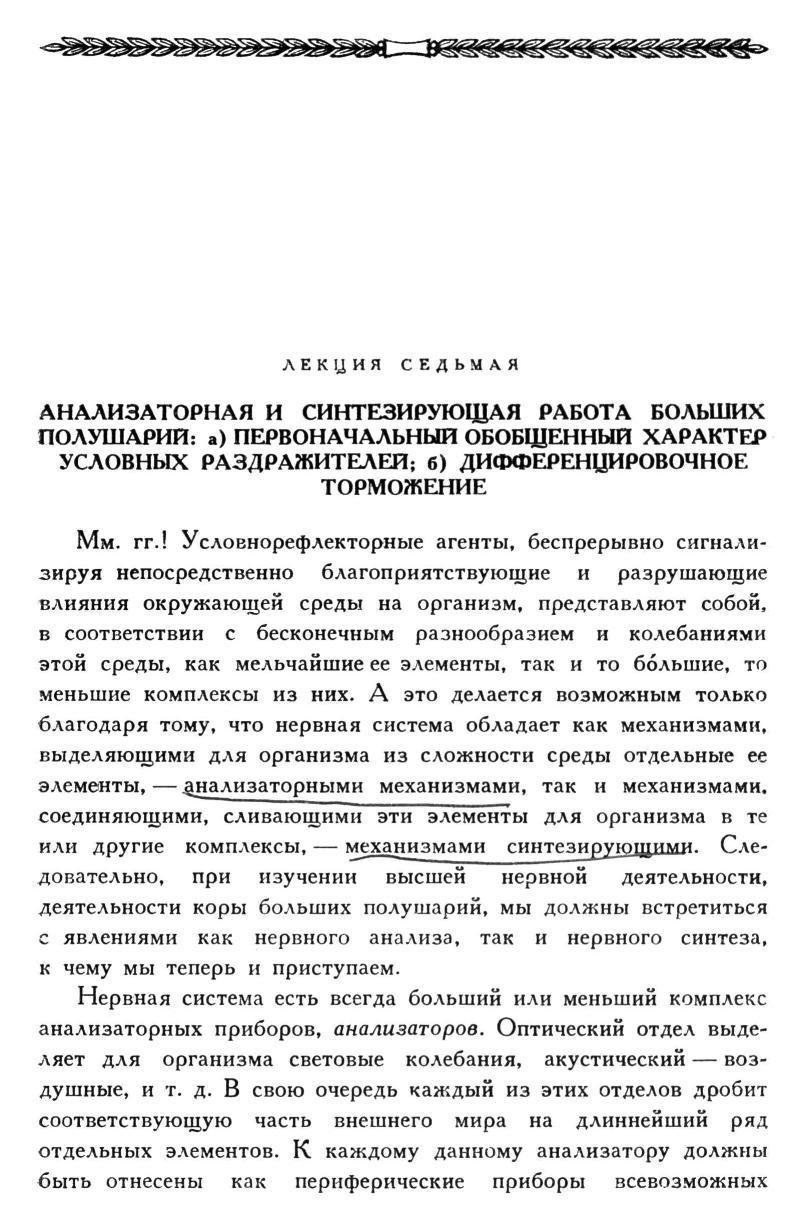 ЛЕКЦИЯ СЕДЬМАЯ
АНАЛИЗАТОРНАЯ И СИНТЕЗИРУЮЩАЯ РАБОТА БОЛЬШИХ
ПОЛУШАРИЙ: а) ПЕРВОНАЧАЛЬНЫЙ ОБОБЩЕННЫЙ ХАРАКТЕР
УСЛОВНЫХ РАЗДРАЖИТЕЛЕЙ; б) ДИФФЕРЕНЦИРОВОЧНОЕ
ТОРМОЖЕНИЕ
Мм. гг.! Условнорефлекторные агенты, беспрерывно сигнали-
зируя непосредственно благоприятствующие и разрушающие
влияния окружающей среды на организм, представляют собой,
в соответствии с бесконечным разнообразием и колебаниями
этой среды, как мельчайшие ее элементы, так и то бо́льшие, то
меньшие комплексы из них. А это делается возможным только
благодаря тому, что нервная система обладает как механизмами,
выделяющими для организма из сложности среды отдельные ее
элементы, — анализаторными механизмами, так и механизмами,
соединяющими, сливающими эти элементы для организма в те
или другие комплексы, — механизмами синтезирующими. Сле-
довательно, при изучении высшей нервной деятельности,
деятельности коры больших полушарий, мы должны встретиться
с явлениями как нервного анализа, так и нервного синтеза,
к чему мы теперь и приступаем.
Нервная система есть всегда больший или меньший комплекс
анализаторных приборов, анализаторов. Оптический отдел выде-
ляет для организма световые колебания, акустический — воз-
душные, и т. д. В свою очередь каждый из этих отделов дробит
соответствующую часть внешнего мира на длиннейший ряд
отдельных элементов. К каждому данному анализатору должны
быть отнесены как периферические приборы всевозможных